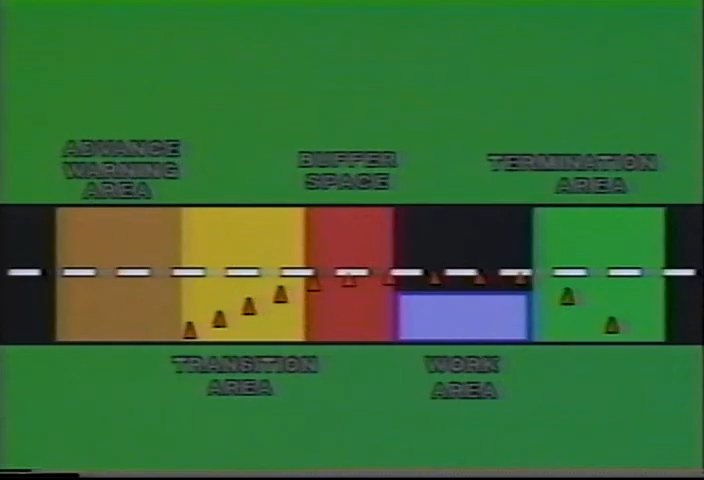 ADVANCE
WARNING
AREA
BUFFER
SPACE
TERMINATION
AREA
TRANSITION
AREA
WORK
AREA